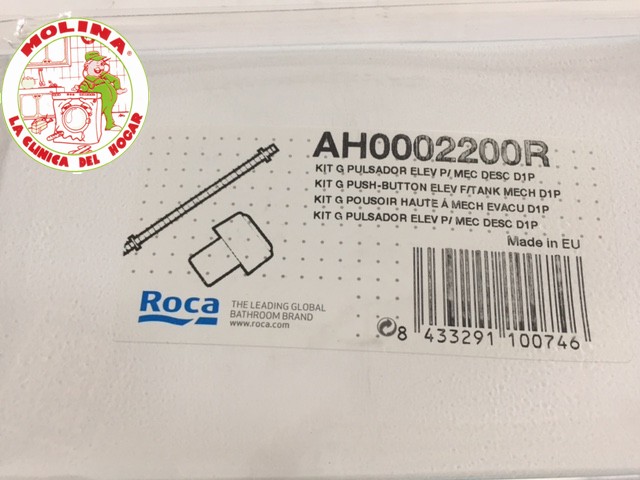 MOLINA®
LA CLINICA DEL HOGAR
AH0002200R
KIT G PULSADOR ELEV P/ MEC DESC D1P
KIT G PUSH-BUTTON ELEV F/TANK MECH D1P
KIT G POUSOIR HAUTE À MECH EVACU D1P
KIT G PULSADOR ELEV P/ MEC DESC D1P
Made in EU
Roca
THE LEADING GLOBAL
BATHROOM BRAND
www.roca.com
8 433291 100746